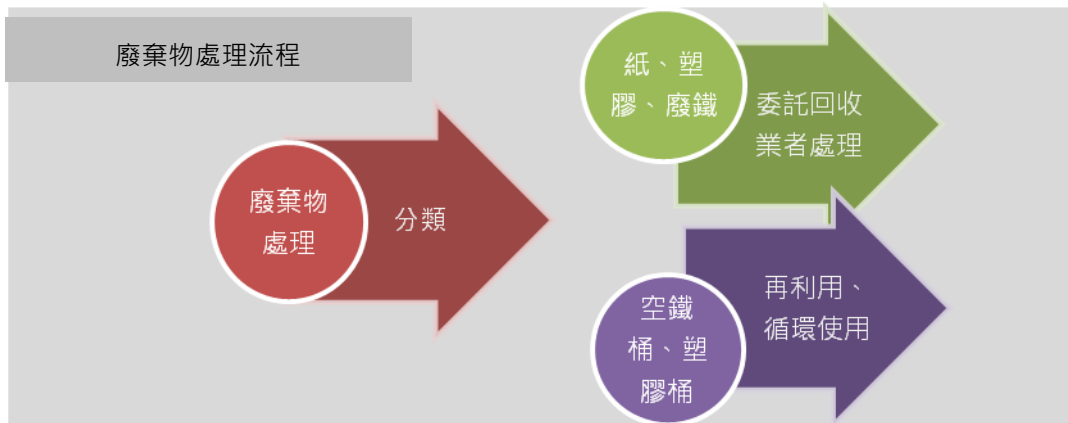 廢棄物處理流程
廢棄物
處理
分類
紙、塑
膠、廢鐵
委託回收
業者處理
空鐵
桶、塑
膠桶
再利用、
循環使用